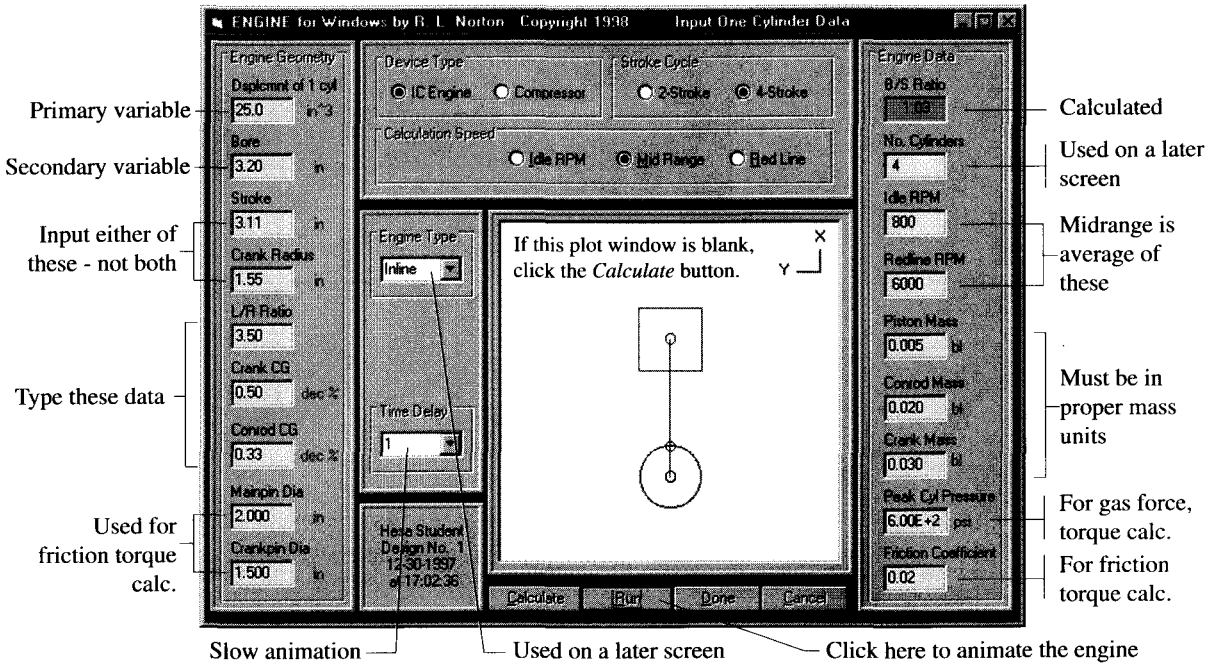 ENGINE for Windows by R. L. Norton Copyright 1998 Input One Cylinder Data
Engine Geometry
Dsplcmnt of 1 cyl
25.0 in^3
Bore
3.20 in
Stroke
3.11 in
Crank Radius
1.55 in
L/R Ratio
3.50
Crank CG
0.50 dec %
Conrod CG
0.33 dec %
Mainpin Dia
2.000 in
Crankpin Dia
1.500 in
Primary variable
Secondary variable
Input either of
these - not both
Type these data
Used for
friction torque
calc.
Device Type
IC Engine Compressor
Stroke Cycle
2-Stroke 4-Stroke
Calculation Speed
Idle RPM Mid Range Red Line
Engine Type
Inline
Time Delay
1
Hesa Student
Design No. 1
12-30-1997
at 17:02:36
If this plot window is blank,
click the Calculate button.
X
Y
Calculate Run Done Cancel
Engine Data
B/S Ratio
1.03
No. Cylinders
4
Idle RPM
800
Redline RPM
6000
Piston Mass
0.005 bl
Conrod Mass
0.020 bl
Crank Mass
0.030 bl
Peak Cyl Pressure
6.00E+2 psi
Friction Coefficient
0.02
Calculated
Used on a later
screen
Midrange is
average of
these
Must be in
proper mass
units
For gas force,
torque calc.
For friction
torque calc.
Slow animation
Used on a later screen
Click here to animate the engine